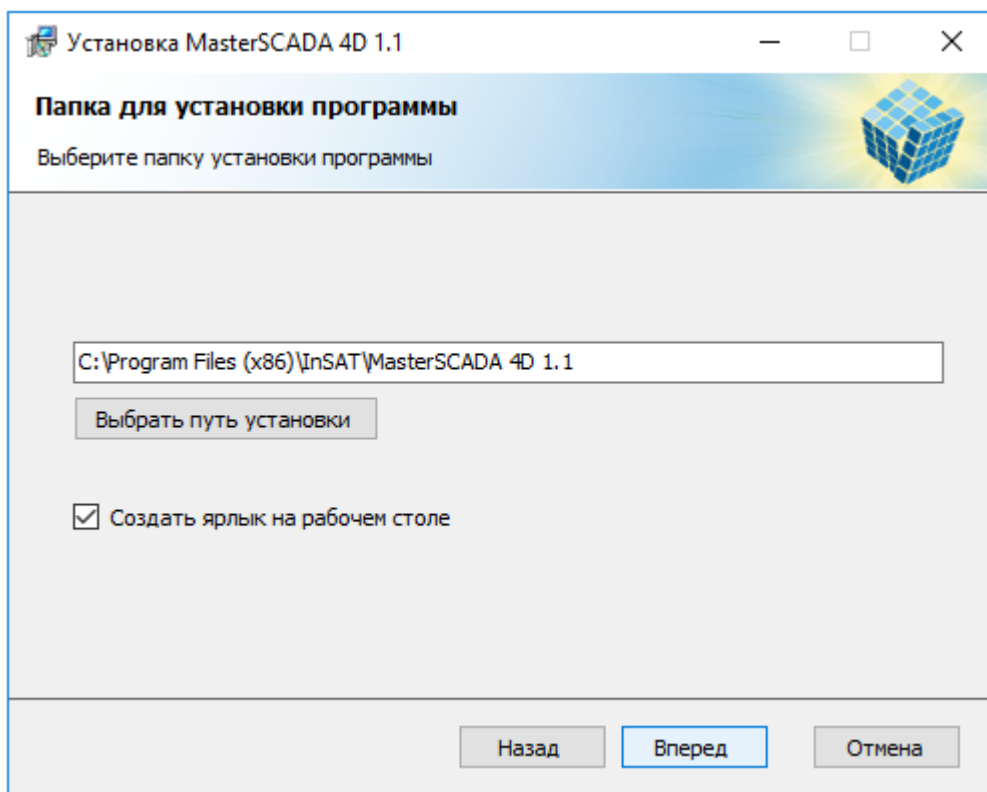 Установка MasterSCADA 4D 1.1
Папка для установки программы
Выберите папку установки программы
C:\Program Files (x86)\InSAT\MasterSCADA 4D 1.1
Выбрать путь установки
Создать ярлык на рабочем столе
Назад Вперед Отмена